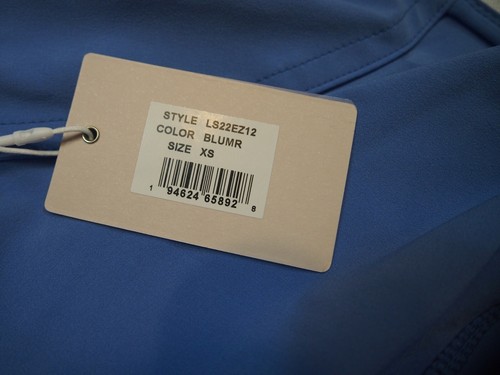 STYLE LS22EZ12
COLOR BLUMR
SIZE XS
1 94624 65892 8